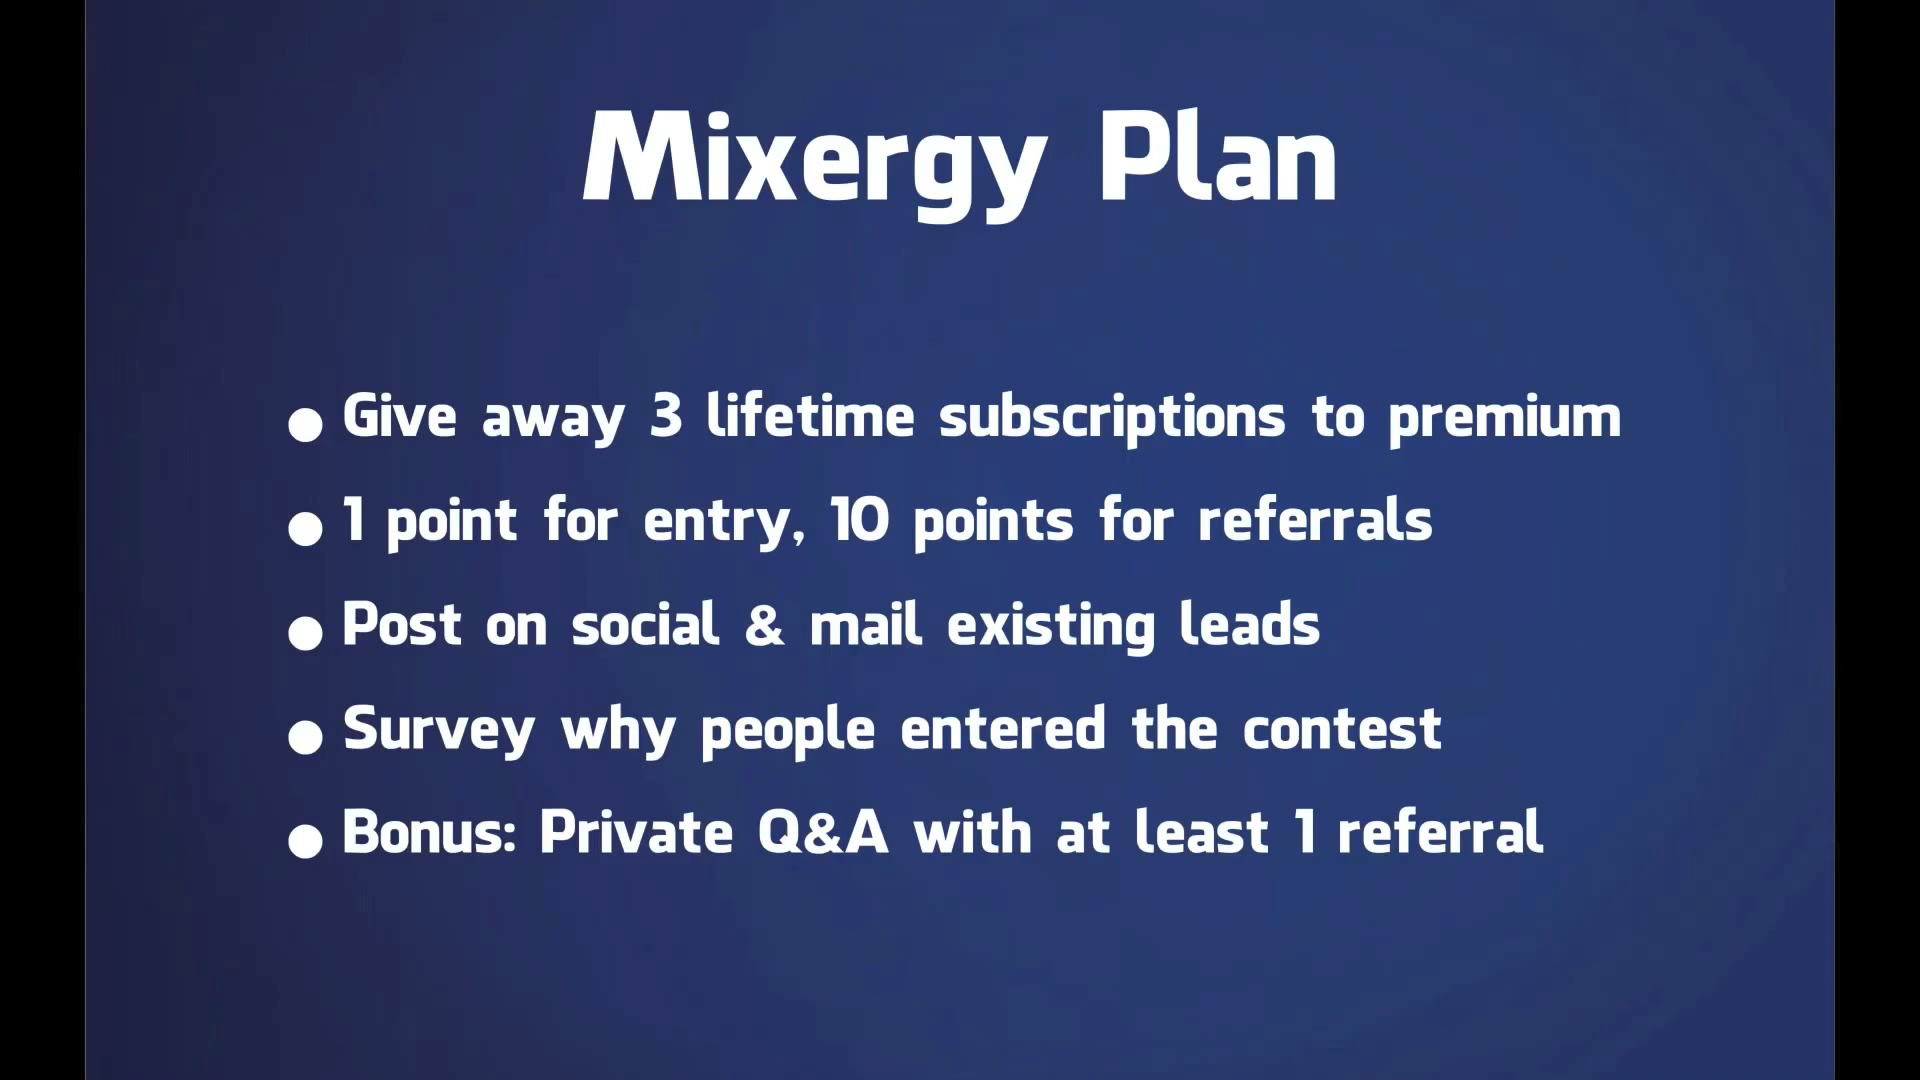 Mixergy Plan
Give away 3 lifetime subscriptions to premium
1 point for entry, 10 points for referrals
Post on social & mail existing leads
Survey why people entered the contest
Bonus: Private Q&A with at least 1 referral